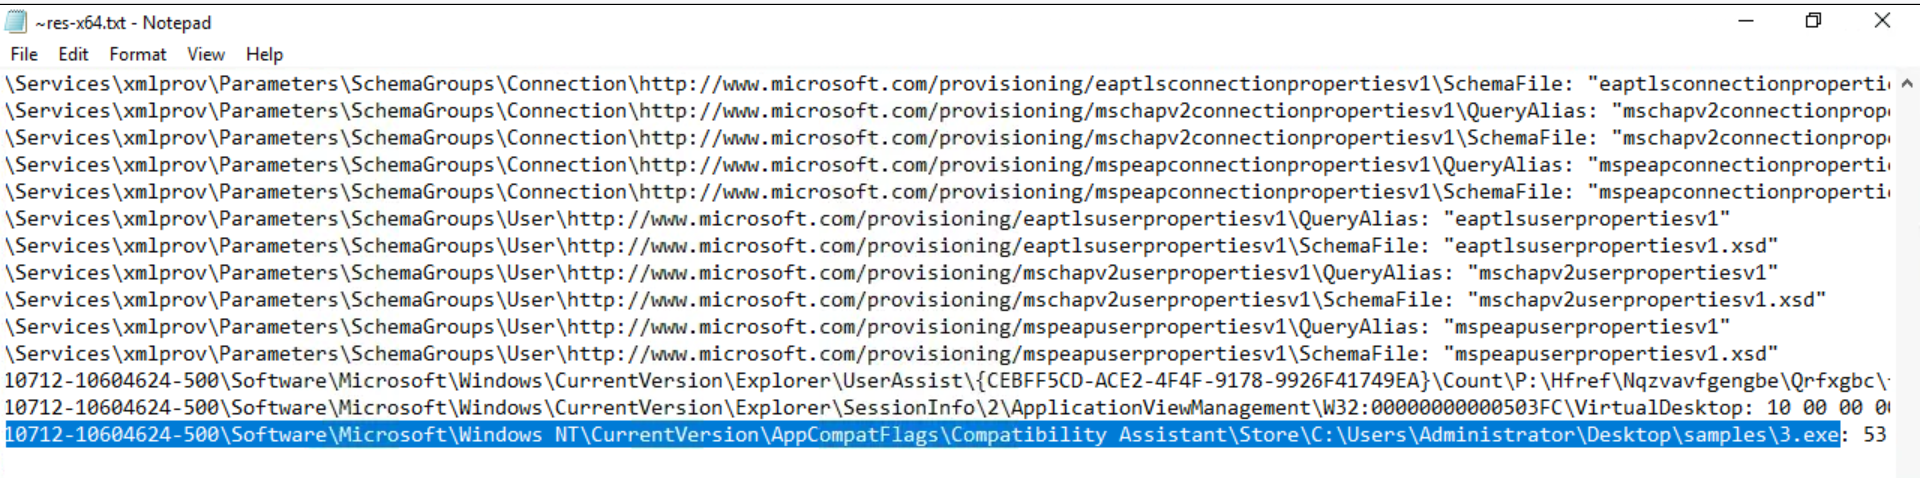 ~res-x64.txt - Notepad
File Edit Format View Help
\Services\xmlprov\Parameters\SchemaGroups\Connection\http://www.microsoft.com/provisioning/eaptlsconnectionpropertiesv1\SchemaFile: "eaptlsconnectionproperti
\Services\xmlprov\Parameters\SchemaGroups\Connection\http://www.microsoft.com/provisioning/mschapv2connectionpropertiesv1\QueryAlias: "mschapv2connectionprope
\Services\xmlprov\Parameters\SchemaGroups\Connection\http://www.microsoft.com/provisioning/mschapv2connectionpropertiesv1\SchemaFile: "mschapv2connectionprope
\Services\xmlprov\Parameters\SchemaGroups\Connection\http://www.microsoft.com/provisioning/mspeapconnectionpropertiesv1\QueryAlias: "mspeapconnectionproperti
\Services\xmlprov\Parameters\SchemaGroups\Connection\http://www.microsoft.com/provisioning/mspeapconnectionpropertiesv1\SchemaFile: "mspeapconnectionproperti
\Services\xmlprov\Parameters\SchemaGroups\User\http://www.microsoft.com/provisioning/eaptlsuserpropertiesv1\QueryAlias: "eaptlsuserpropertiesv1"
\Services\xmlprov\Parameters\SchemaGroups\User\http://www.microsoft.com/provisioning/eaptlsuserpropertiesv1\SchemaFile: "eaptlsuserpropertiesv1.xsd"
\Services\xmlprov\Parameters\SchemaGroups\User\http://www.microsoft.com/provisioning/mschapv2userpropertiesv1\QueryAlias: "mschapv2userpropertiesv1"
\Services\xmlprov\Parameters\SchemaGroups\User\http://www.microsoft.com/provisioning/mschapv2userpropertiesv1\SchemaFile: "mschapv2userpropertiesv1.xsd"
\Services\xmlprov\Parameters\SchemaGroups\User\http://www.microsoft.com/provisioning/mspeapuserpropertiesv1\QueryAlias: "mspeapuserpropertiesv1"
\Services\xmlprov\Parameters\SchemaGroups\User\http://www.microsoft.com/provisioning/mspeapuserpropertiesv1\SchemaFile: "mspeapuserpropertiesv1.xsd"
10712-10604624-500\Software\Microsoft\Windows\CurrentVersion\Explorer\UserAssist\{CEBFF5CD-ACE2-4F4F-9178-9926F41749EA}\Count\P:\Hfref\Nqzvavfgengbe\Qrfxgbc\
10712-10604624-500\Software\Microsoft\Windows\CurrentVersion\Explorer\SessionInfo\2\ApplicationViewManagement\W32:00000000000503FC\VirtualDesktop: 10 00 00 0
10712-10604624-500\Software\Microsoft\Windows NT\CurrentVersion\AppCompatFlags\Compatibility Assistant\Store\C:\Users\Administrator\Desktop\samples\3.exe: 53